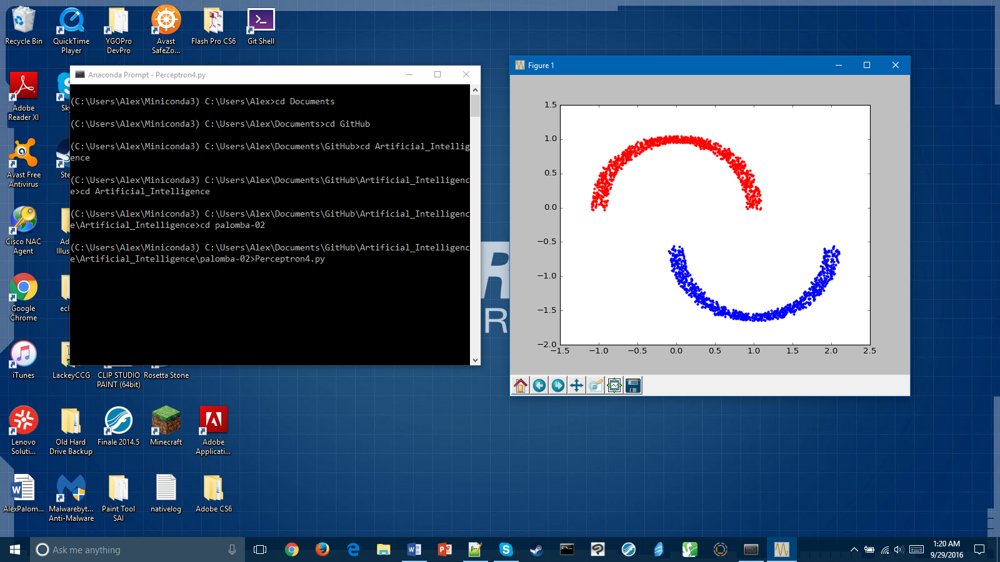 Recycle Bin
QuickTime
Player
YGOPro
DevPro
Avast
SafeZo...
Flash Pro CS6
Git Shell
Adobe
Reader XI
Avast Free
Antivirus
Cisco NAC
Agent
Google
Chrome
iTunes
LackeyCCG
CLIP STUDIO
PAINT (64bit)
Rosetta Stone
Lenovo
Soluti...
Old Hard
Drive Backup
Finale 2014.5
Minecraft
Adobe
Applicati...
AlexPalom...
Malwarebyt...
Anti-Malware
Paint Tool
SAI
nativelog
Adobe CS6
Anaconda Prompt - Perceptron4.py
(C:\Users\Alex\Miniconda3) C:\Users\Alex>cd Documents
(C:\Users\Alex\Miniconda3) C:\Users\Alex\Documents>cd GitHub
(C:\Users\Alex\Miniconda3) C:\Users\Alex\Documents\GitHub>cd Artificial_Intellig
ence
(C:\Users\Alex\Miniconda3) C:\Users\Alex\Documents\GitHub\Artificial_Intelligenc
e>cd Artificial_Intelligence
(C:\Users\Alex\Miniconda3) C:\Users\Alex\Documents\GitHub\Artificial_Intelligenc
e\Artificial_Intelligence>cd palomba-02
(C:\Users\Alex\Miniconda3) C:\Users\Alex\Documents\GitHub\Artificial_Intelligenc
e\Artificial_Intelligence\palomba-02>Perceptron4.py
Figure 1
1.5
1.0
0.5
0.0
−0.5
−1.0
−1.5
−2.0
−1.5 −1.0 −0.5 0.0 0.5 1.0 1.5 2.0 2.5
Ask me anything
1:20 AM
9/29/2016